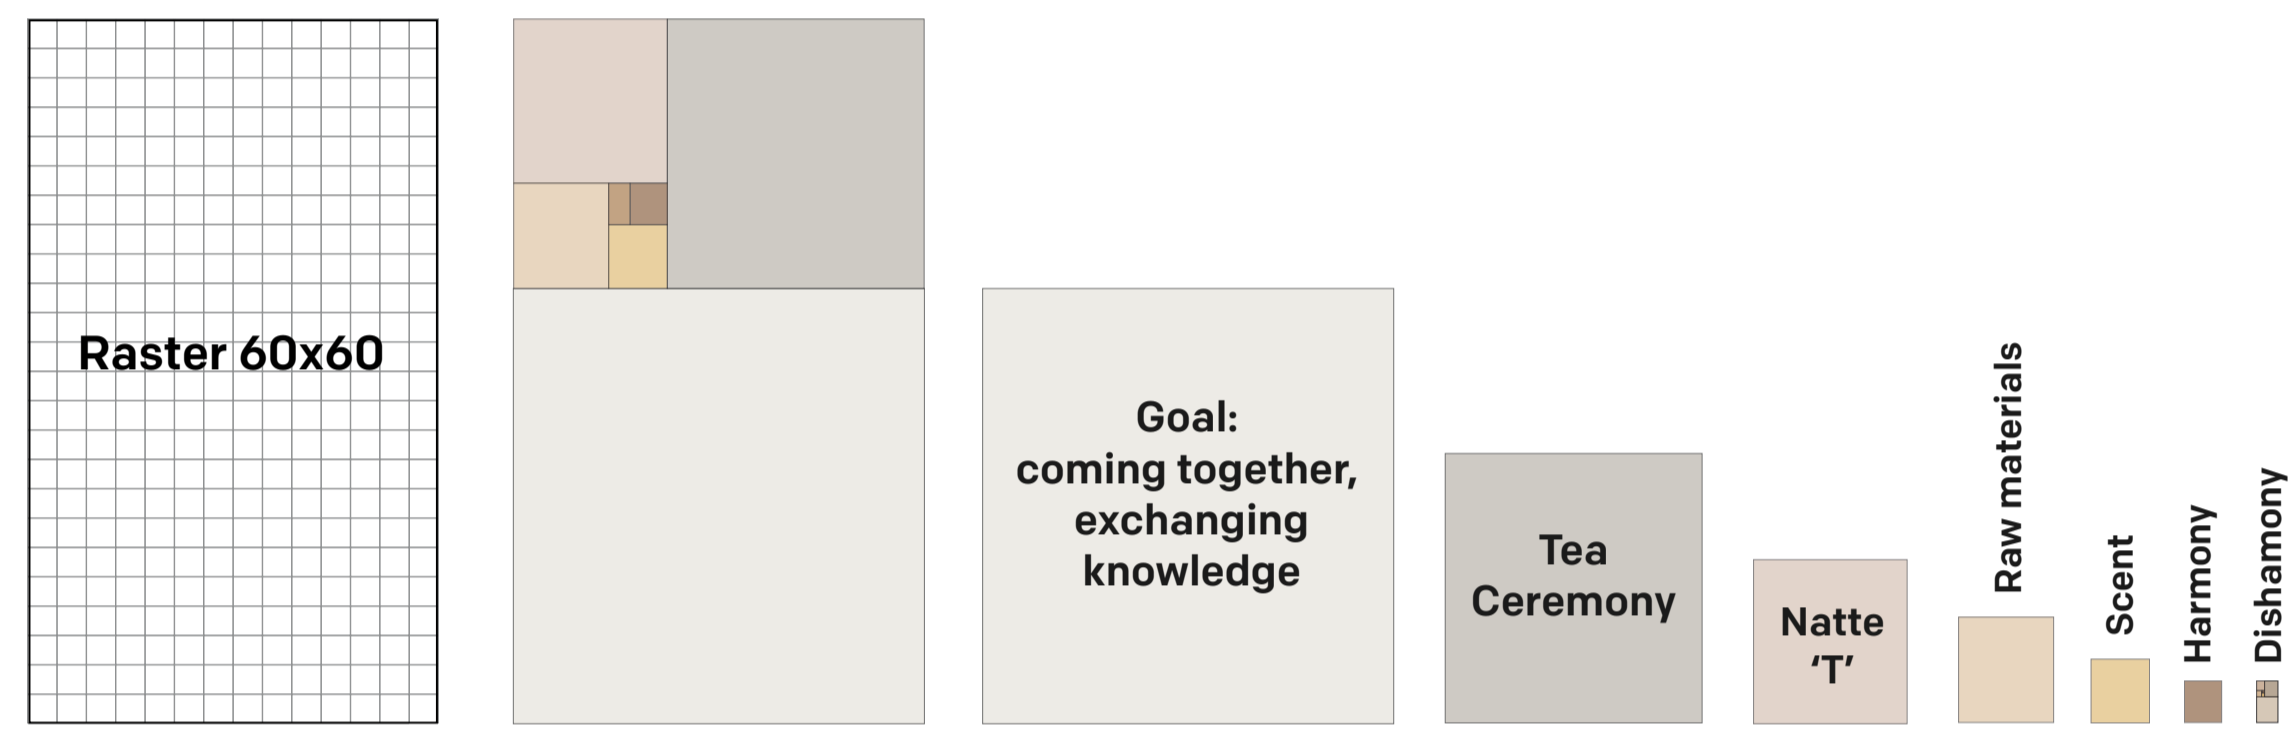 Raster 60x60
Goal:
coming together,
exchanging
knowledge
Tea
Ceremony
Natte
‘T’
Raw materials
Scent
Harmony
Dishamony